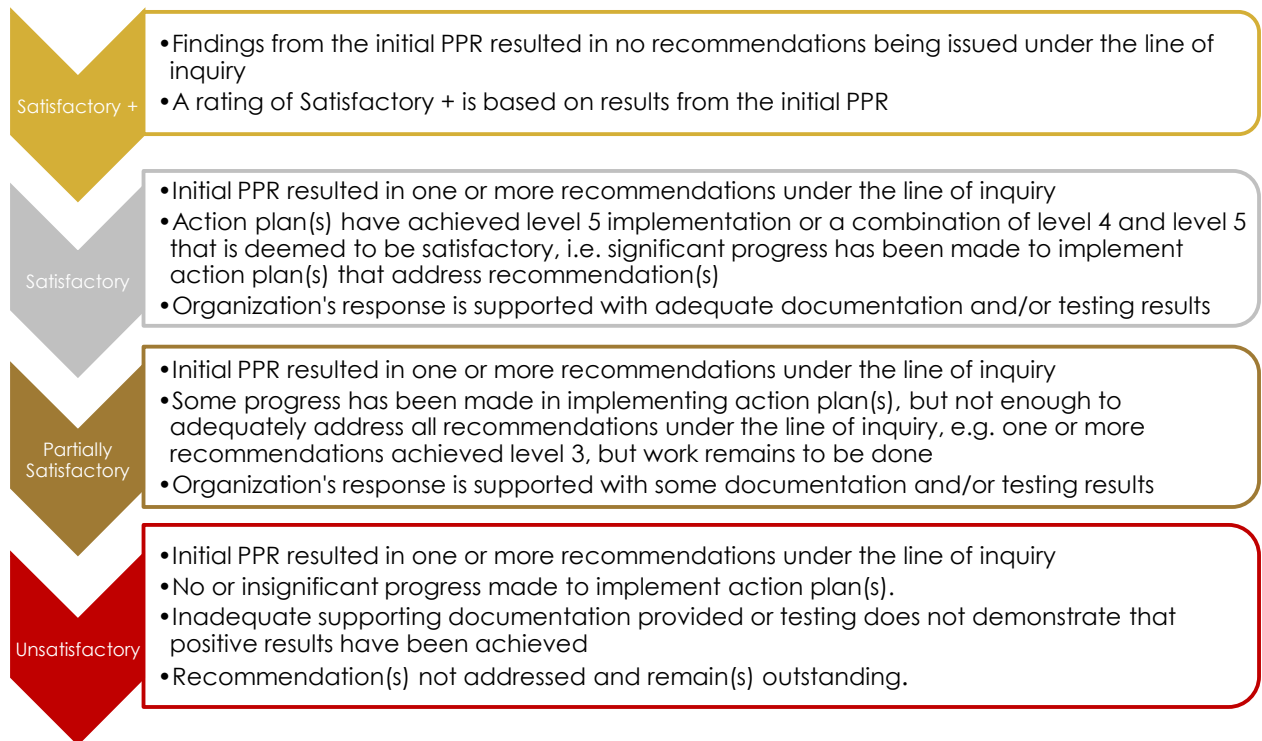 Satisfactory +
•Findings from the initial PPR resulted in no recommendations being issued under the line of
inquiry
•A rating of Satisfactory + is based on results from the initial PPR
Satisfactory
•Initial PPR resulted in one or more recommendations under the line of inquiry
•Action plan(s) have achieved level 5 implementation or a combination of level 4 and level 5
that is deemed to be satisfactory, i.e. significant progress has been made to implement
action plan(s) that address recommendation(s)
•Organization's response is supported with adequate documentation and/or testing results
Partially
Satisfactory
•Initial PPR resulted in one or more recommendations under the line of inquiry
•Some progress has been made in implementing action plan(s), but not enough to
adequately address all recommendations under the line of inquiry, e.g. one or more
recommendations achieved level 3, but work remains to be done
•Organization's response is supported with some documentation and/or testing results
Unsatisfactory
•Initial PPR resulted in one or more recommendations under the line of inquiry
•No or insignificant progress made to implement action plan(s).
•Inadequate supporting documentation provided or testing does not demonstrate that
positive results have been achieved
•Recommendation(s) not addressed and remain(s) outstanding.